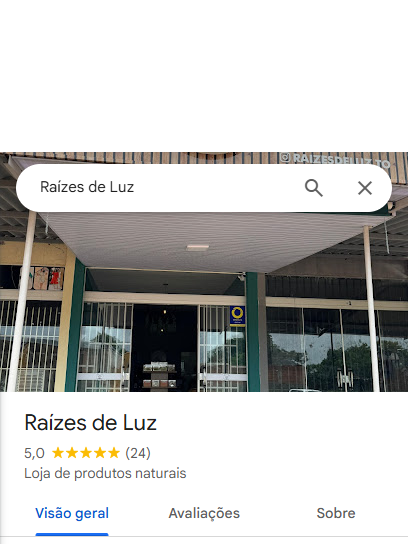 RAIZESDELUZ.TO
Raízes de Luz
Raízes de Luz
5,0 (24)
Loja de produtos naturais
Visão geral Avaliações Sobre